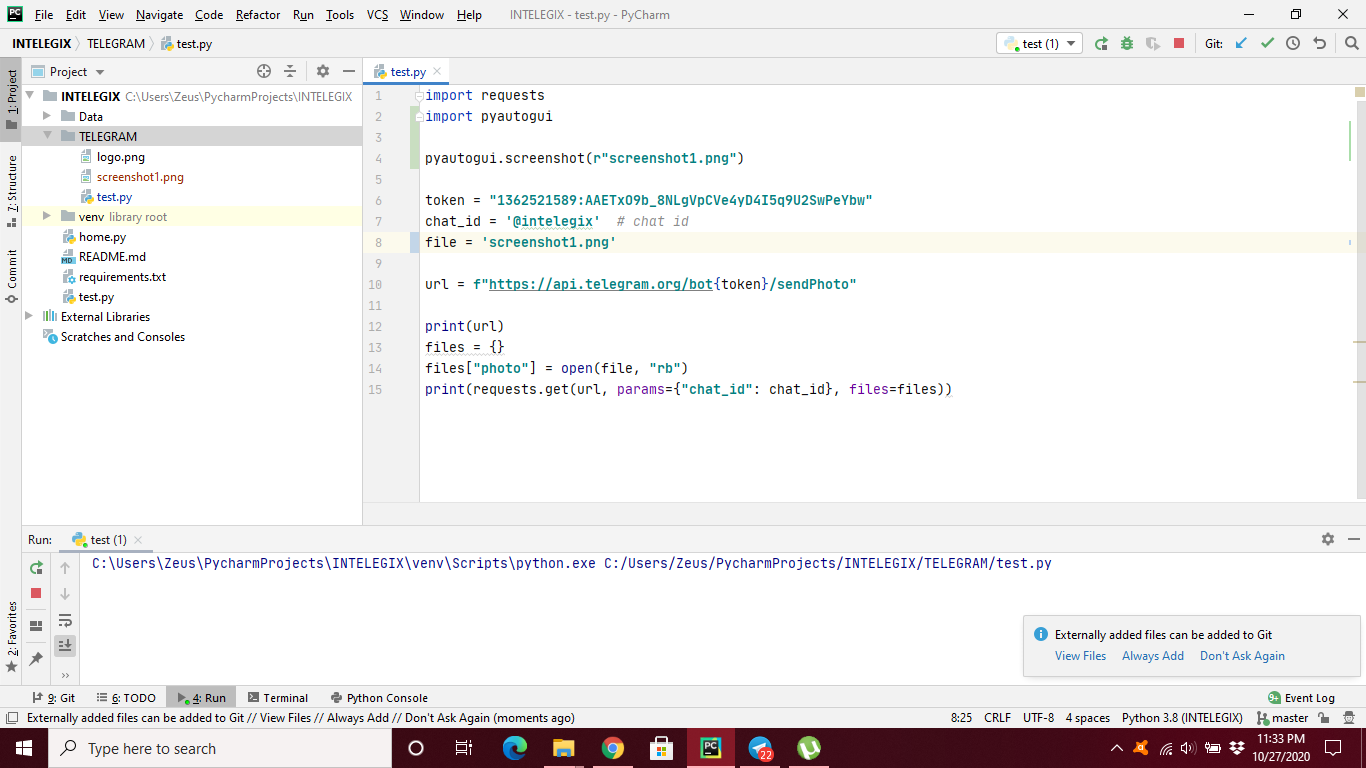 File Edit View Navigate Code Refactor Run Tools VCS Window Help INTELEGIX - test.py - PyCharm
INTELEGIX TELEGRAM test.py test (1) Git:
1: Project
Project
test.py
INTELEGIX C:\Users\Zeus\PycharmProjects\INTELEGIX
Data
TELEGRAM
logo.png
screenshot1.png
test.py
venv library root
home.py
README.md
requirements.txt
test.py
External Libraries
Scratches and Consoles
7: Structure
Commit
2: Favorites
1 import requests
2 import pyautogui
3
4 pyautogui.screenshot(r"screenshot1.png")
5
6 token = "1362521589:AAETxO9b_8NLgVpCVe4yD4I5q9U2SwPeYbw"
7 chat_id = '@intelegix' # chat id
8 file = 'screenshot1.png'
9
10 url = f"https://api.telegram.org/bot{token}/sendPhoto"
11
12 print(url)
13 files = {}
14 files["photo"] = open(file, "rb")
15 print(requests.get(url, params={"chat_id": chat_id}, files=files))
Run: test (1)
C:\Users\Zeus\PycharmProjects\INTELEGIX\venv\Scripts\python.exe C:/Users/Zeus/PycharmProjects/INTELEGIX/TELEGRAM/test.py
Externally added files can be added to Git
View Files Always Add Don't Ask Again
9: Git 6: TODO 4: Run Terminal Python Console 9+ Event Log
Externally added files can be added to Git // View Files // Always Add // Don't Ask Again (moments ago) 8:25 CRLF UTF-8 4 spaces Python 3.8 (INTELEGIX) master
Type here to search
PC
22
11:33 PM
10/27/2020